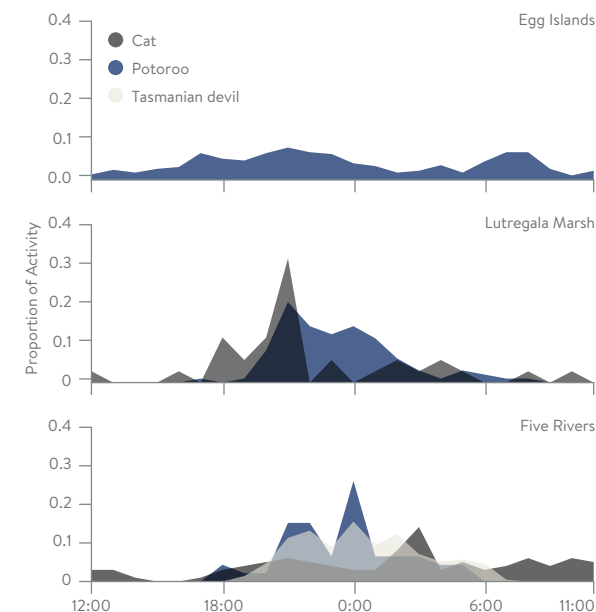 Egg Islands
0.4
0.3
0.2
0.1
0.0
Cat
Potoroo
Tasmanian devil
Proportion of Activity
Lutregala Marsh
0.4
0.3
0.2
0.1
0
Five Rivers
0.4
0.3
0.2
0.1
0
12:00 18:00 0:00 6:00 11:00